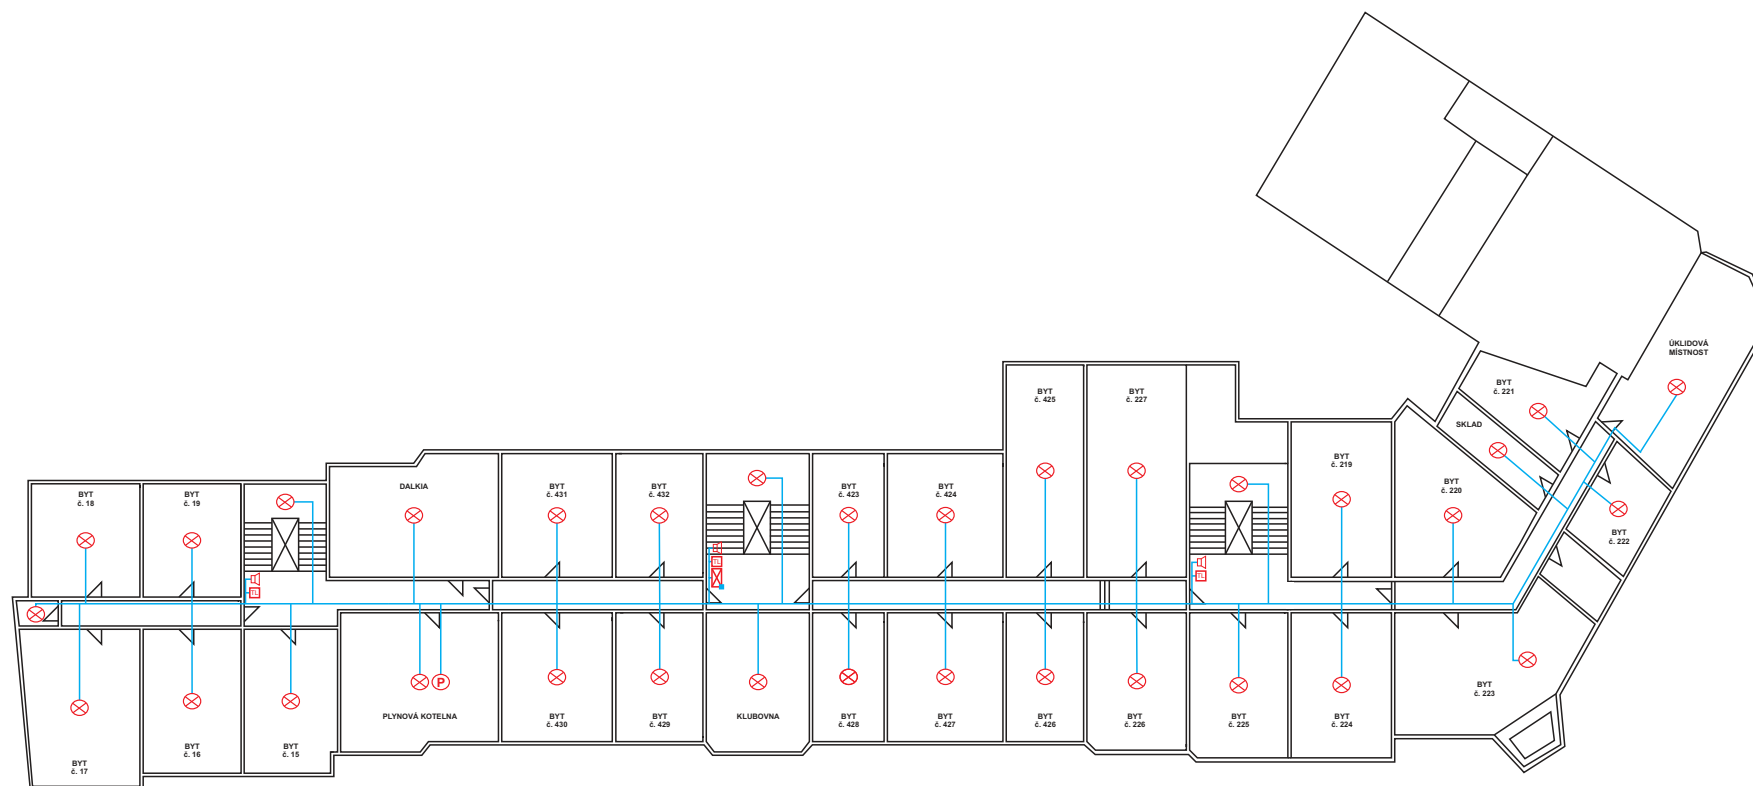 ÚKLIDOVÁ
MÍSTNOST
BYT
č. 221
SKLAD
BYT
č. 425
BYT
č. 227
BYT
č. 219
BYT
č. 220
BYT
č. 18
BYT
č. 19
DALKIA
BYT
č. 431
BYT
č. 432
BYT
č. 423
BYT
č. 424
BYT
č. 222
P
BYT
č. 223
BYT
č. 17
BYT
č. 16
BYT
č. 15
PLYNOVÁ KOTELNA
BYT
č. 430
BYT
č. 429
KLUBOVNA
BYT
č. 428
BYT
č. 427
BYT
č. 426
BYT
č. 226
BYT
č. 225
BYT
č. 224